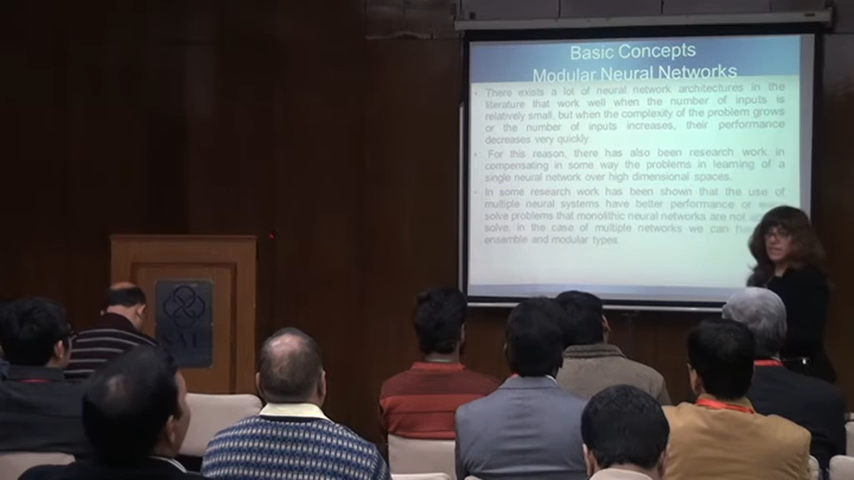 Basic Concepts
Modular Neural Networks
There exists a lot of neural network architectures in the
literature that work well when the number of inputs is
relatively small, but when the complexity of the problem grows
or the number of inputs increases, their performance
decreases very quickly.
For this reason, there has also been research work in
compensating in some way the problems in learning of a
single neural network over high dimensional spaces.
In some research work has been shown that the use of
multiple neural systems have better performance or
solve problems that monolithic neural networks are not
solve, in the case of multiple networks we can
ensemble and modular types.
SAU